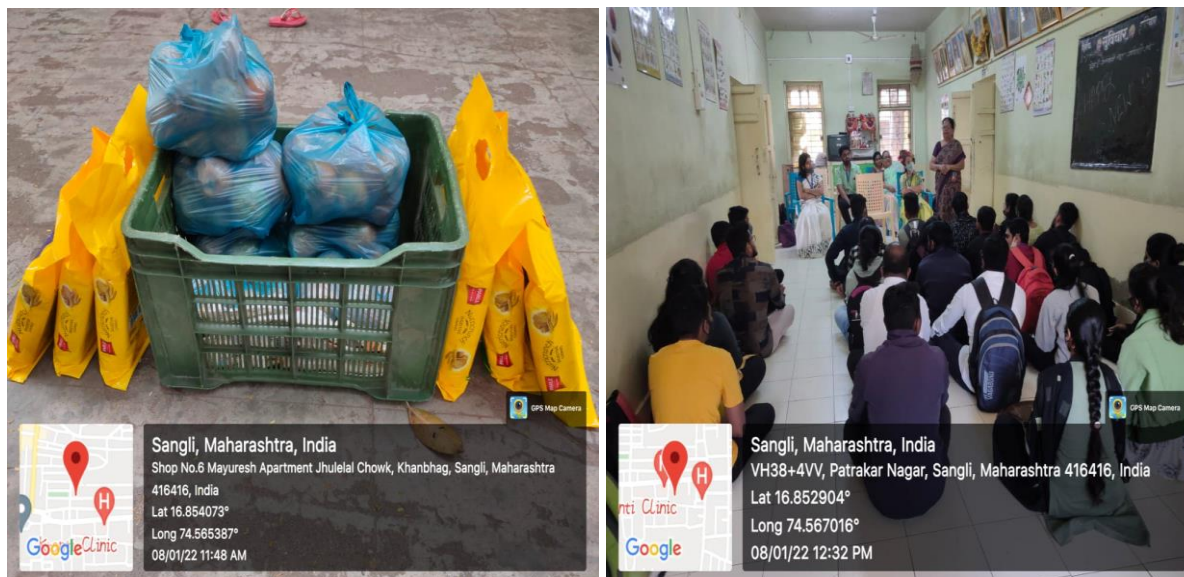 GPS Map Camera
Sangli, Maharashtra, India
Shop No.6 Mayuresh Apartment Jhulelal Chowk, Khanbhag, Sangli, Maharashtra
416416, India
Lat 16.854073°
Long 74.565387°
08/01/22 11:48 AM
H
Clinic
Google
सुविचार
GPS Map Camera
Sangli, Maharashtra, India
VH38+4VV, Patrakar Nagar, Sangli, Maharashtra 416416, India
Lat 16.852904°
Long 74.567016°
08/01/22 12:32 PM
H
nti Clinic
Google